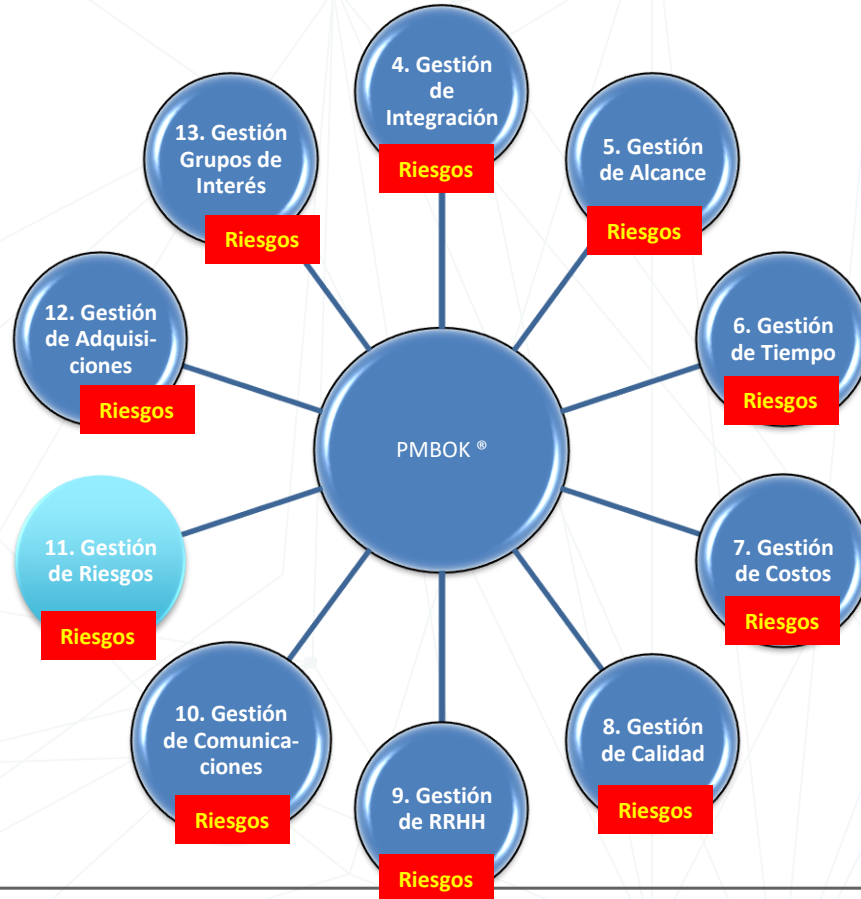 4. Gestión
de
Integración
Riesgos
5. Gestión
de Alcance
Riesgos
6. Gestión
de Tiempo
Riesgos
7. Gestión
de Costos
Riesgos
8. Gestión
de Calidad
Riesgos
9. Gestión
de RRHH
Riesgos
10. Gestión
de Comunica-
ciones
Riesgos
11. Gestión
de Riesgos
Riesgos
12. Gestión
de Adquisi-
ciones
Riesgos
13. Gestión
Grupos de
Interés
Riesgos
PMBOK ®